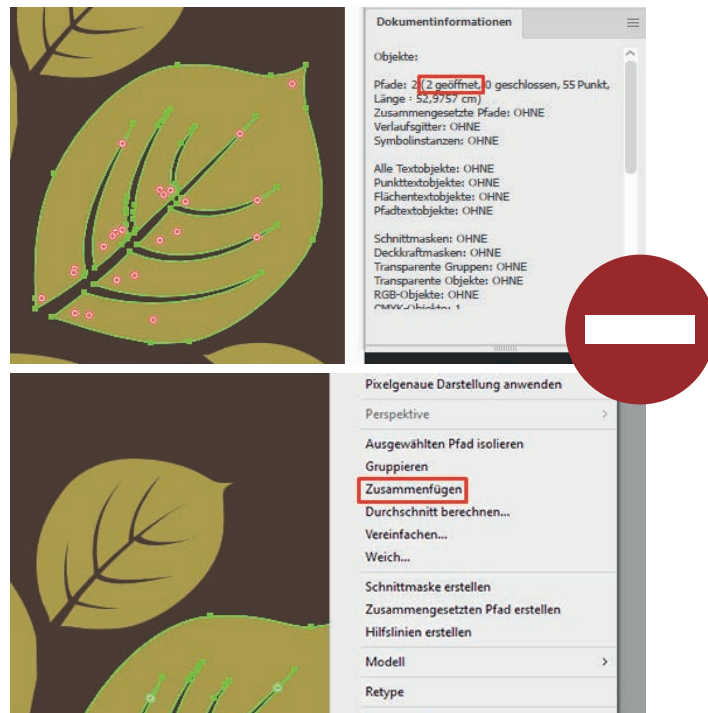 Dokumentinformationen
Objekte:
Pfade: 2 (2 geöffnet, 0 geschlossen, 55 Punkt,
Länge = 52,9757 cm)
Zusammengesetzte Pfade: OHNE
Verlaufsgitter: OHNE
Symbolinstanzen: OHNE
Alle Textobjekte: OHNE
Punkttextobjekte: OHNE
Flächentextobjekte: OHNE
Pfadtextobjekte: OHNE
Schnittmasken: OHNE
Deckkraftmasken: OHNE
Transparente Gruppen: OHNE
Transparente Objekte: OHNE
RGB-Objekte: OHNE
CMYK-Objekte: 1
Pixelgenaue Darstellung anwenden
Perspektive
Ausgewählten Pfad isolieren
Gruppieren
Zusammenfügen
Durchschnitt berechnen...
Vereinfachen...
Weich...
Schnittmaske erstellen
Zusammengesetzten Pfad erstellen
Hilfslinien erstellen
Modell
Retype